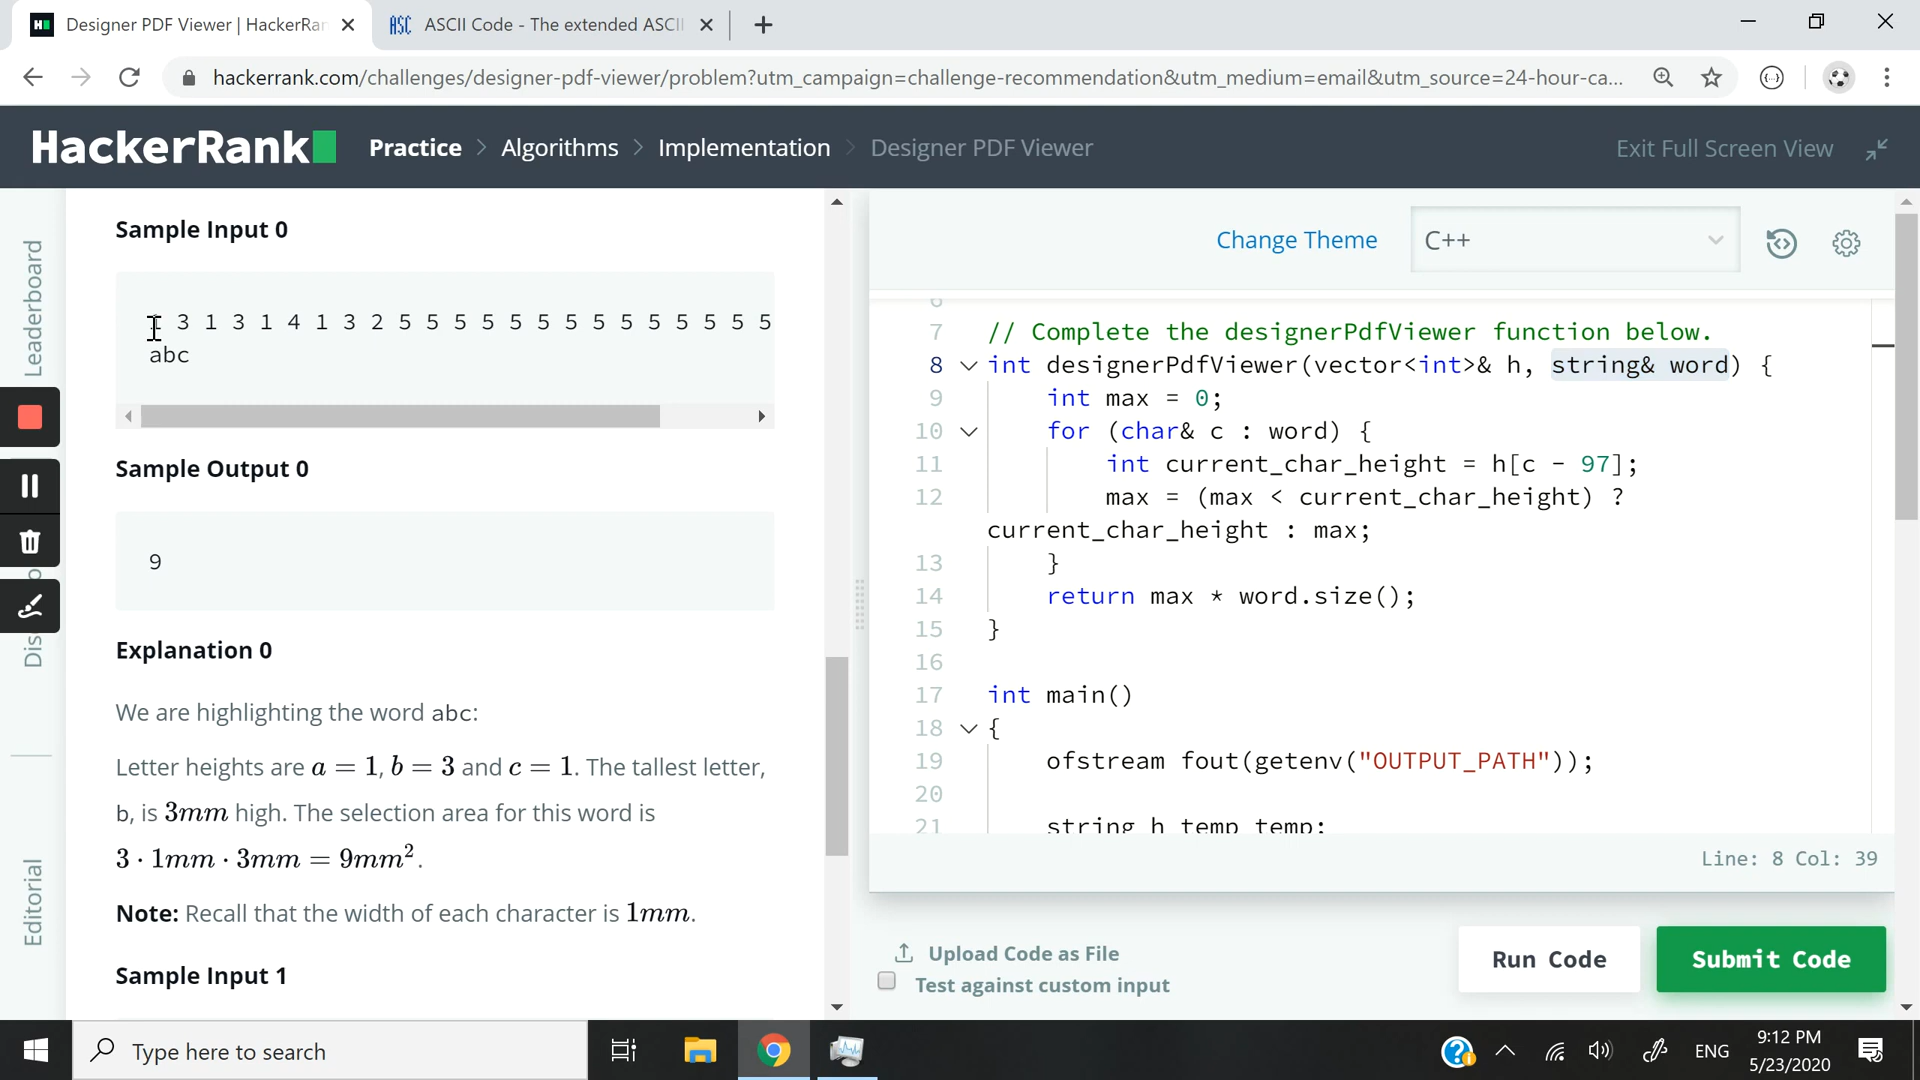 Designer PDF Viewer | HackerRan
ASC ASCII Code - The extended ASCII
hackerrank.com/challenges/designer-pdf-viewer/problem?utm_campaign=challenge-recommendation&utm_medium=email&utm_source=24-hour-ca...
HackerRank
Practice > Algorithms > Implementation > Designer PDF Viewer
Exit Full Screen View
Leaderboard
Editorial
Sample Input 0
3 1 3 1 4 1 3 2 5 5 5 5 5 5 5 5 5 5 5 5 5 5
abc
Sample Output 0
9
Explanation 0
We are highlighting the word abc:
Letter heights are a = 1, b = 3 and c = 1. The tallest letter,
b, is 3mm high. The selection area for this word is
3 · 1mm · 3mm = 9mm².
Note: Recall that the width of each character is 1mm.
Sample Input 1
Change Theme
C++
6
7 // Complete the designerPdfViewer function below.
8 int designerPdfViewer(vector<int>& h, string& word) {
9 int max = 0;
10 for (char& c : word) {
11 int current_char_height = h[c - 97];
12 max = (max < current_char_height) ?
current_char_height : max;
13 }
14 return max * word.size();
15 }
16
17 int main()
18 {
19 ofstream fout(getenv("OUTPUT_PATH"));
20
21 string h_temp_temp;
Line: 8 Col: 39
Upload Code as File
Test against custom input
Run Code
Submit Code
Type here to search
ENG
9:12 PM
5/23/2020